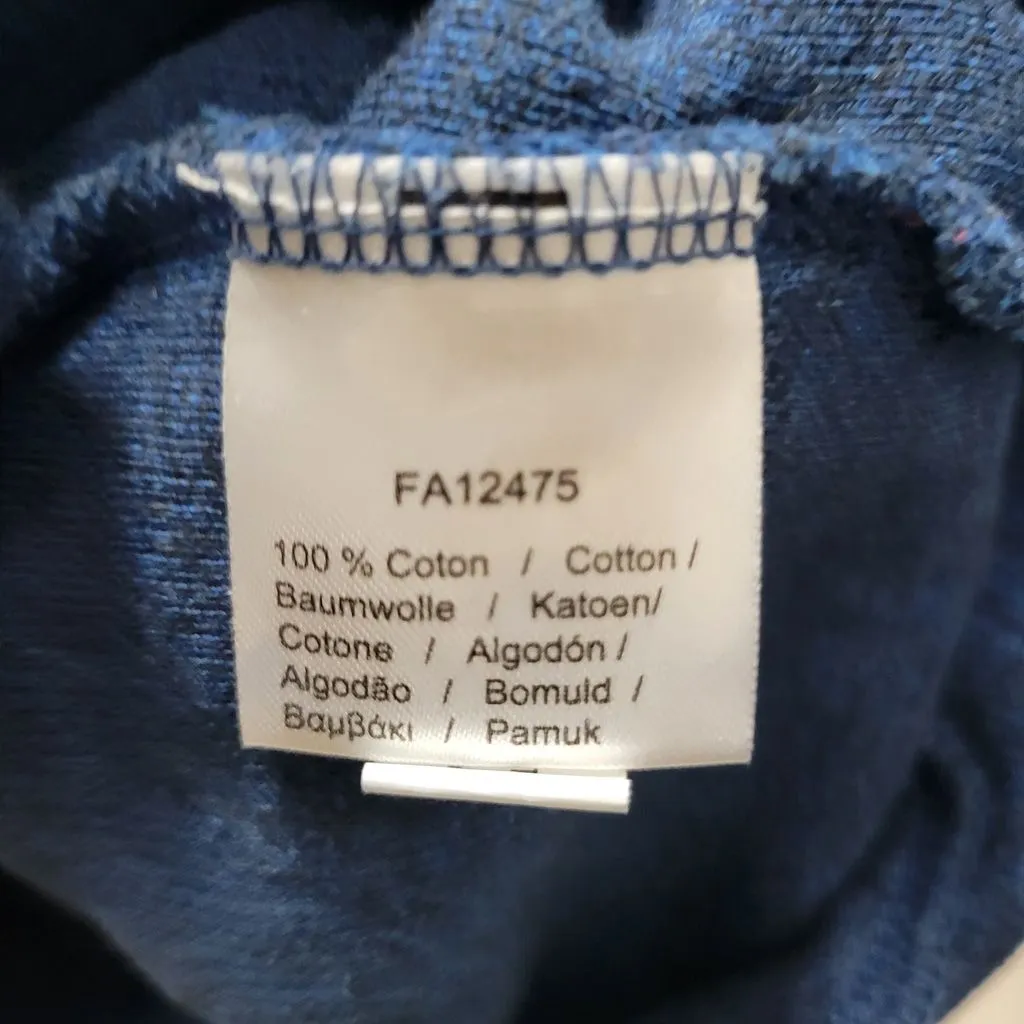 FA12475
100 % Coton / Cotton /
Baumwolle / Katoen/
Cotone / Algodón /
Algodão / Bomuld /
Βαμβάκι / Pamuk